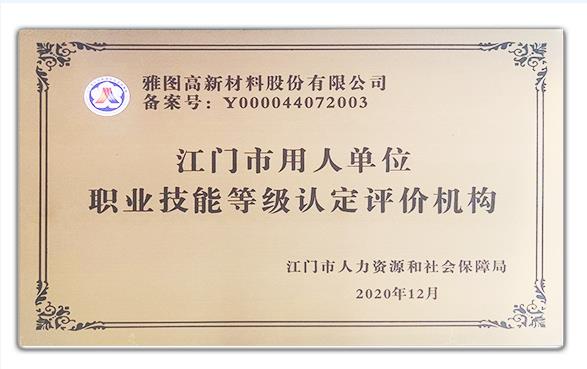 雅图高新材料股份有限公司
备案号：Y000044072003
江门市用人单位
职业技能等级认定评价机构
江门市人力资源和社会保障局
2020年12月